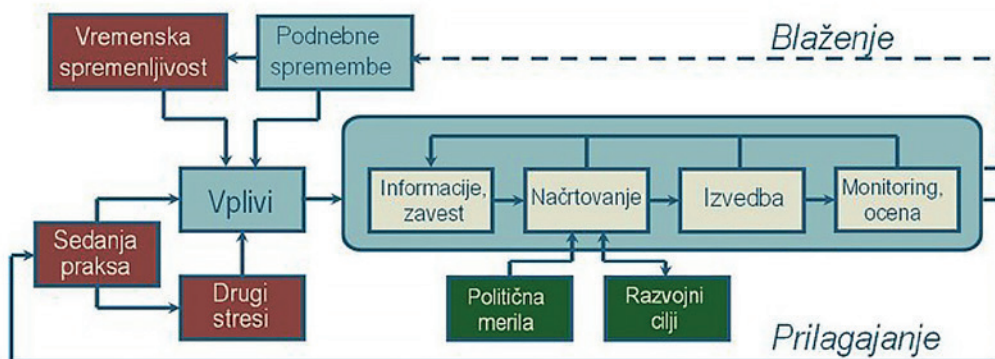 Vremenska
spremenljivost
Podnebne
spremembe
Blaženje
Vplivi
Informacije,
zavest
Načrtovanje
Izvedba
Monitoring,
ocena
Sedanja
praksa
Drugi
stresi
Politična
merila
Razvojni
cilji
Prilagajanje